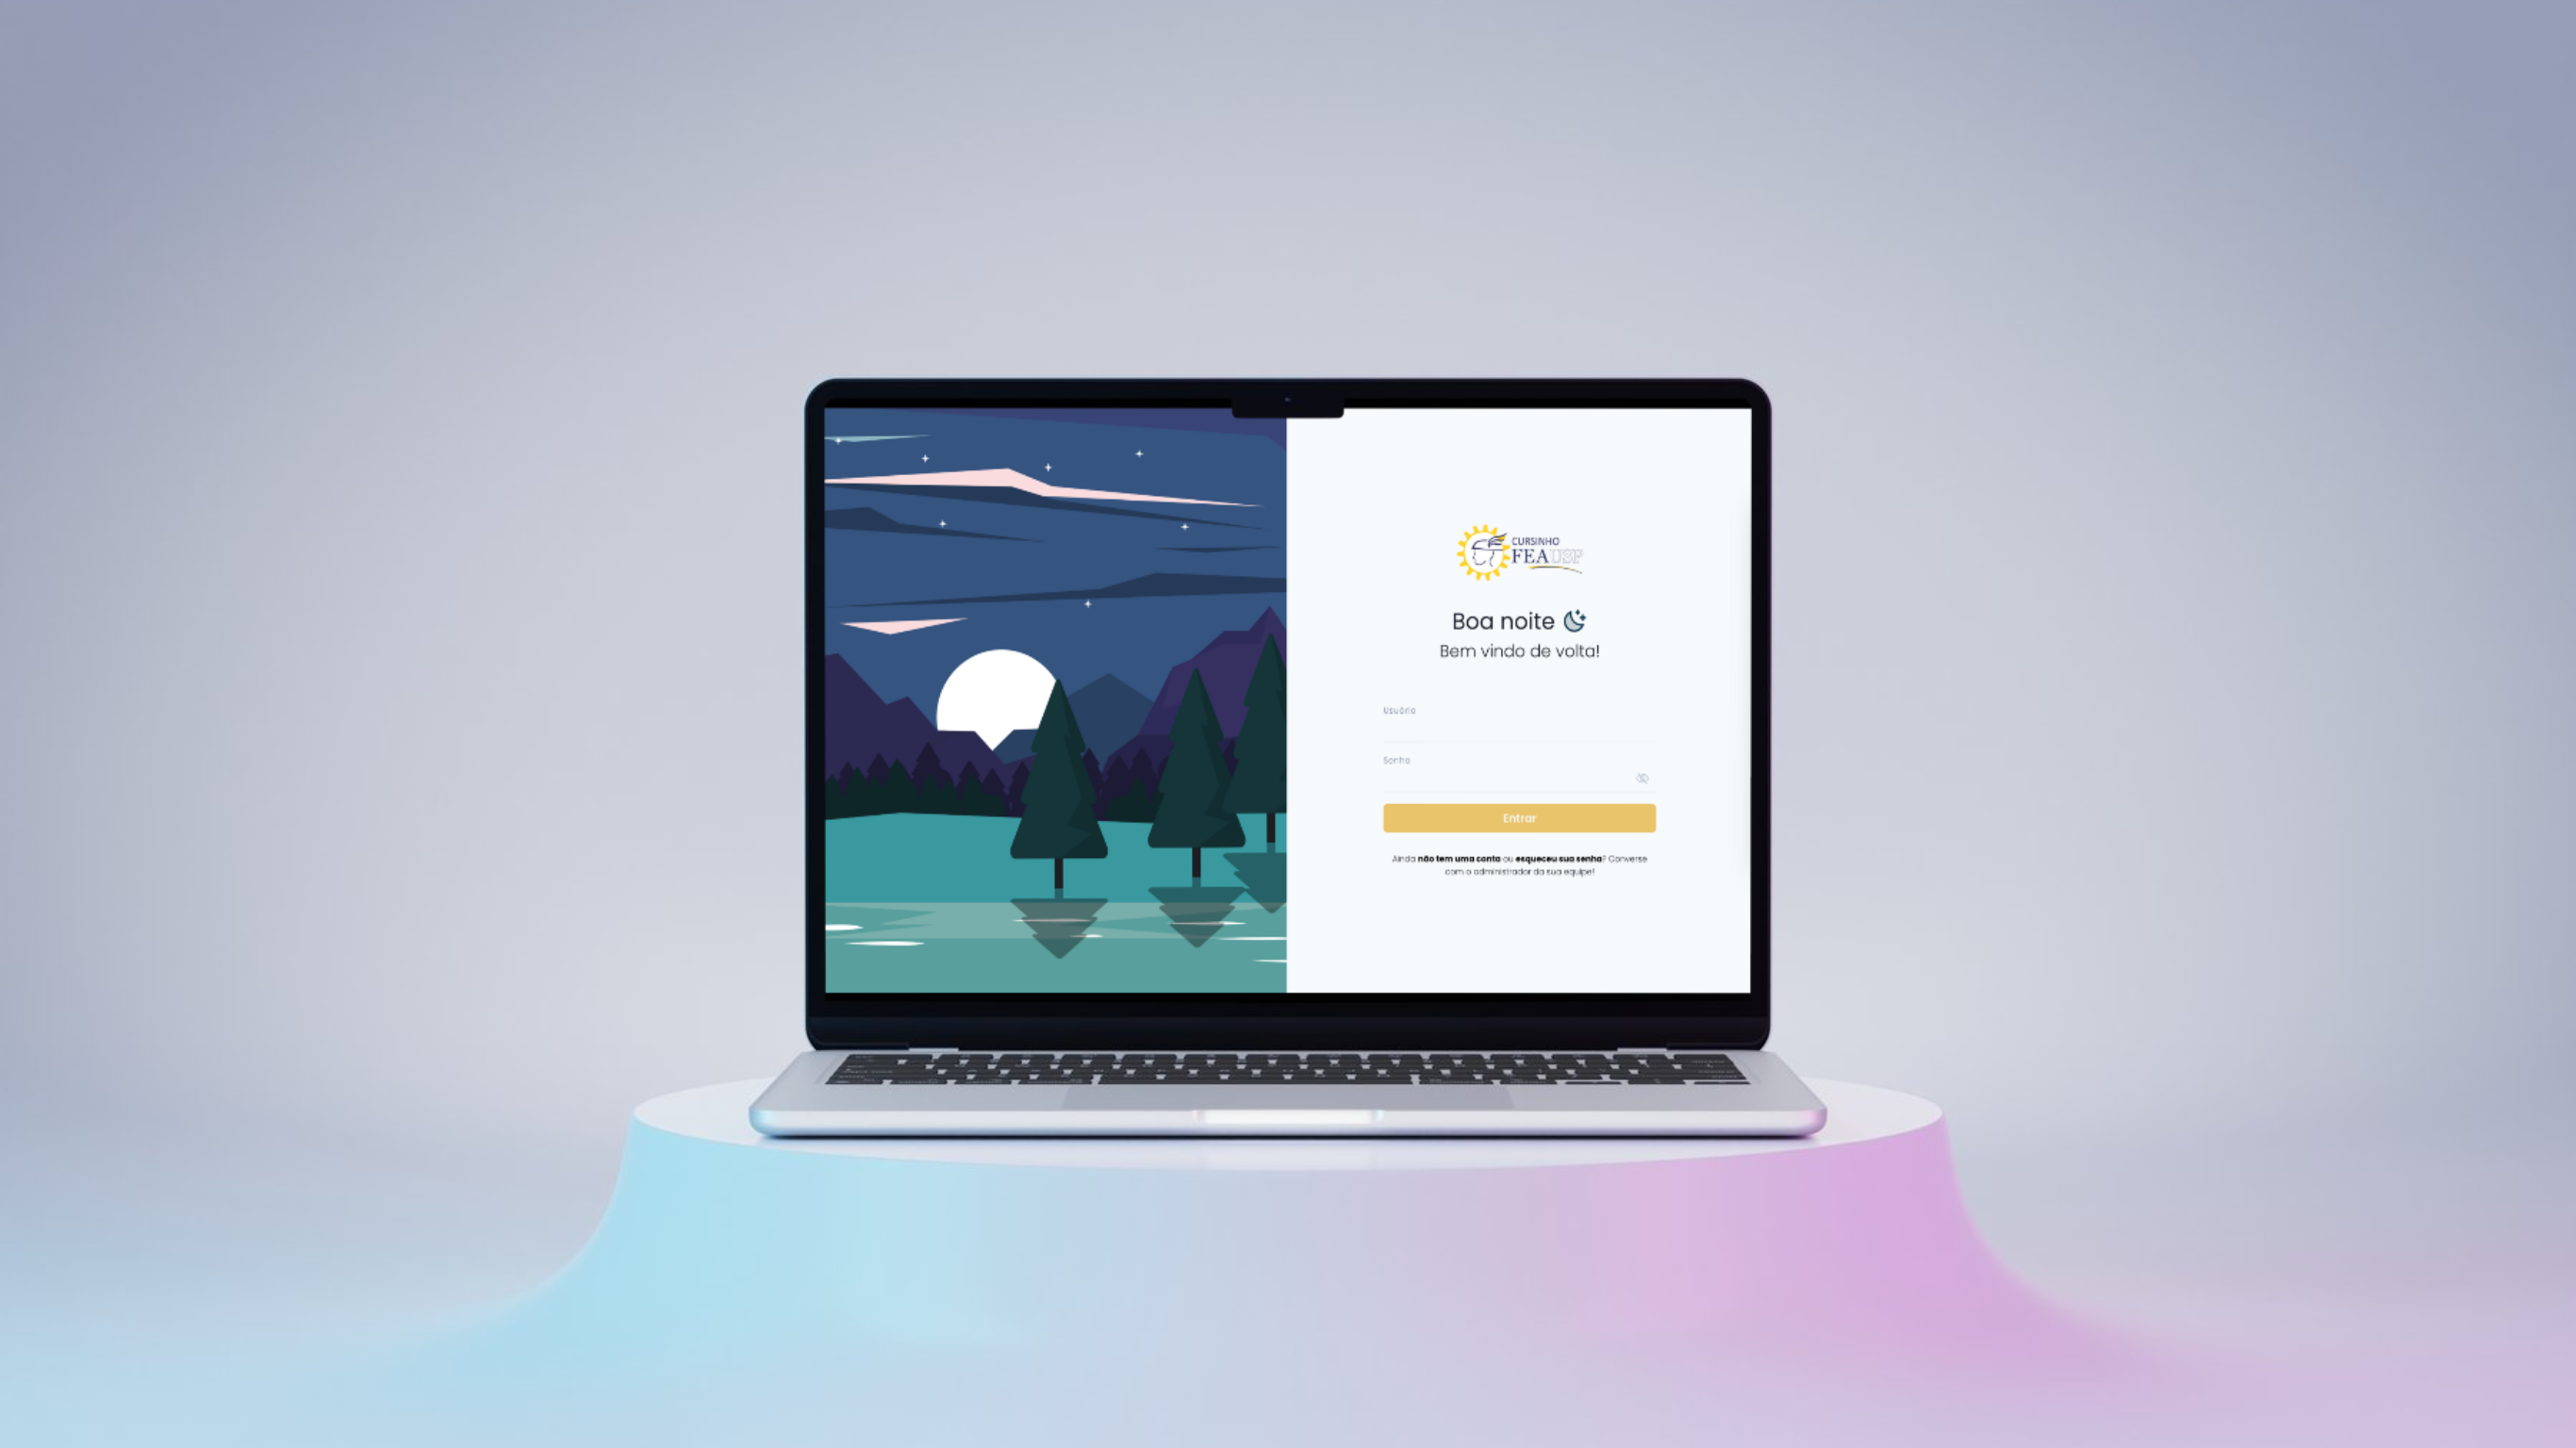 CURSINHO
FEAUSP
Boa noite
Bem vindo de volta!
Usuário
Senha
Entrar
Ainda não tem uma conta ou esqueceu sua senha? Converse
com o administrador da sua equipe!